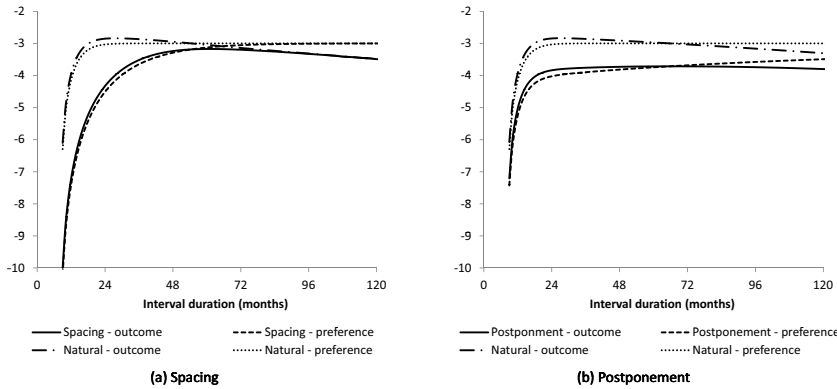 -2
-3
-4
-5
-6
-7
-8
-9
-10
0 24 48 72 96 120
Interval duration (months)
Spacing - outcome Spacing - preference
Natural - outcome Natural - preference
(a) Spacing
-2
-3
-4
-5
-6
-7
-8
-9
-10
0 24 48 72 96 120
Interval duration (months)
Postponment - outcome Postponement - preference
Natural - outcome Natural - preference
(b) Postponement